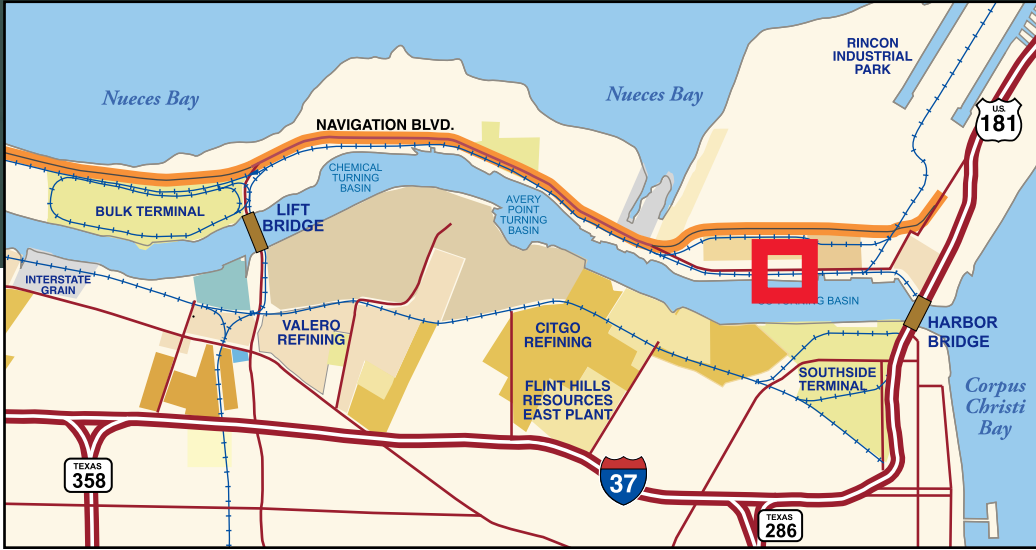 RINCON
INDUSTRIAL
PARK
Nueces Bay
Nueces Bay
U.S.
181
NAVIGATION BLVD.
CHEMICAL
TURNING
BASIN
BULK TERMINAL
LIFT
BRIDGE
AVERY
POINT
TURNING
BASIN
INTERSTATE
GRAIN
BASIN
VALERO
REFINING
CITGO
REFINING
HARBOR
BRIDGE
FLINT HILLS
RESOURCES
EAST PLANT
SOUTHSIDE
TERMINAL
Corpus
Christi
Bay
TEXAS
358
37
TEXAS
286